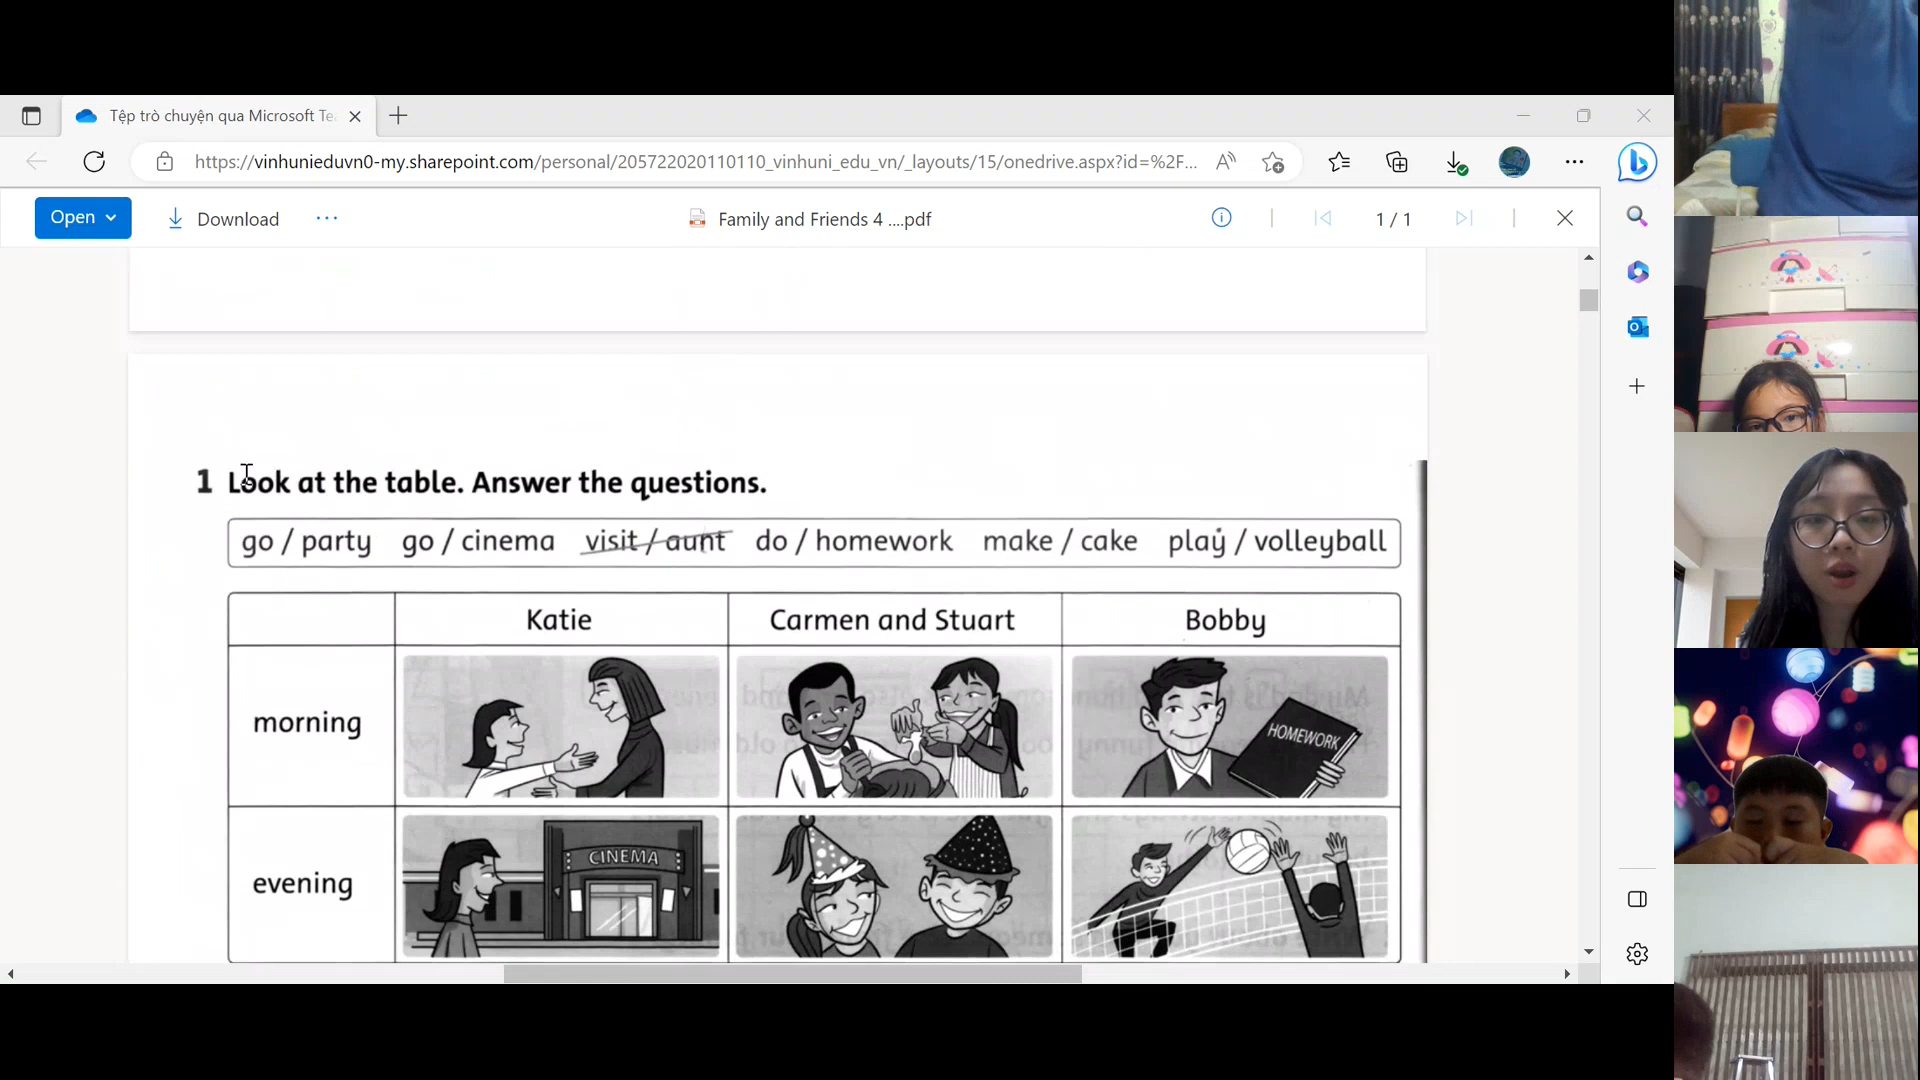 Tệp trò chuyện qua Microsoft Te
https://vinhunieduvn0-my.sharepoint.com/personal/205722020110110_vinhuni_edu_vn/_layouts/15/onedrive.aspx?id=%2F...
Open Download ... Family and Friends 4 ....pdf 1 / 1
1 Look at the table. Answer the questions.
go / party go / cinema visit / aunt do / homework make / cake play / volleyball
Katie Carmen and Stuart Bobby
morning
HOMEWORK
CINEMA
evening